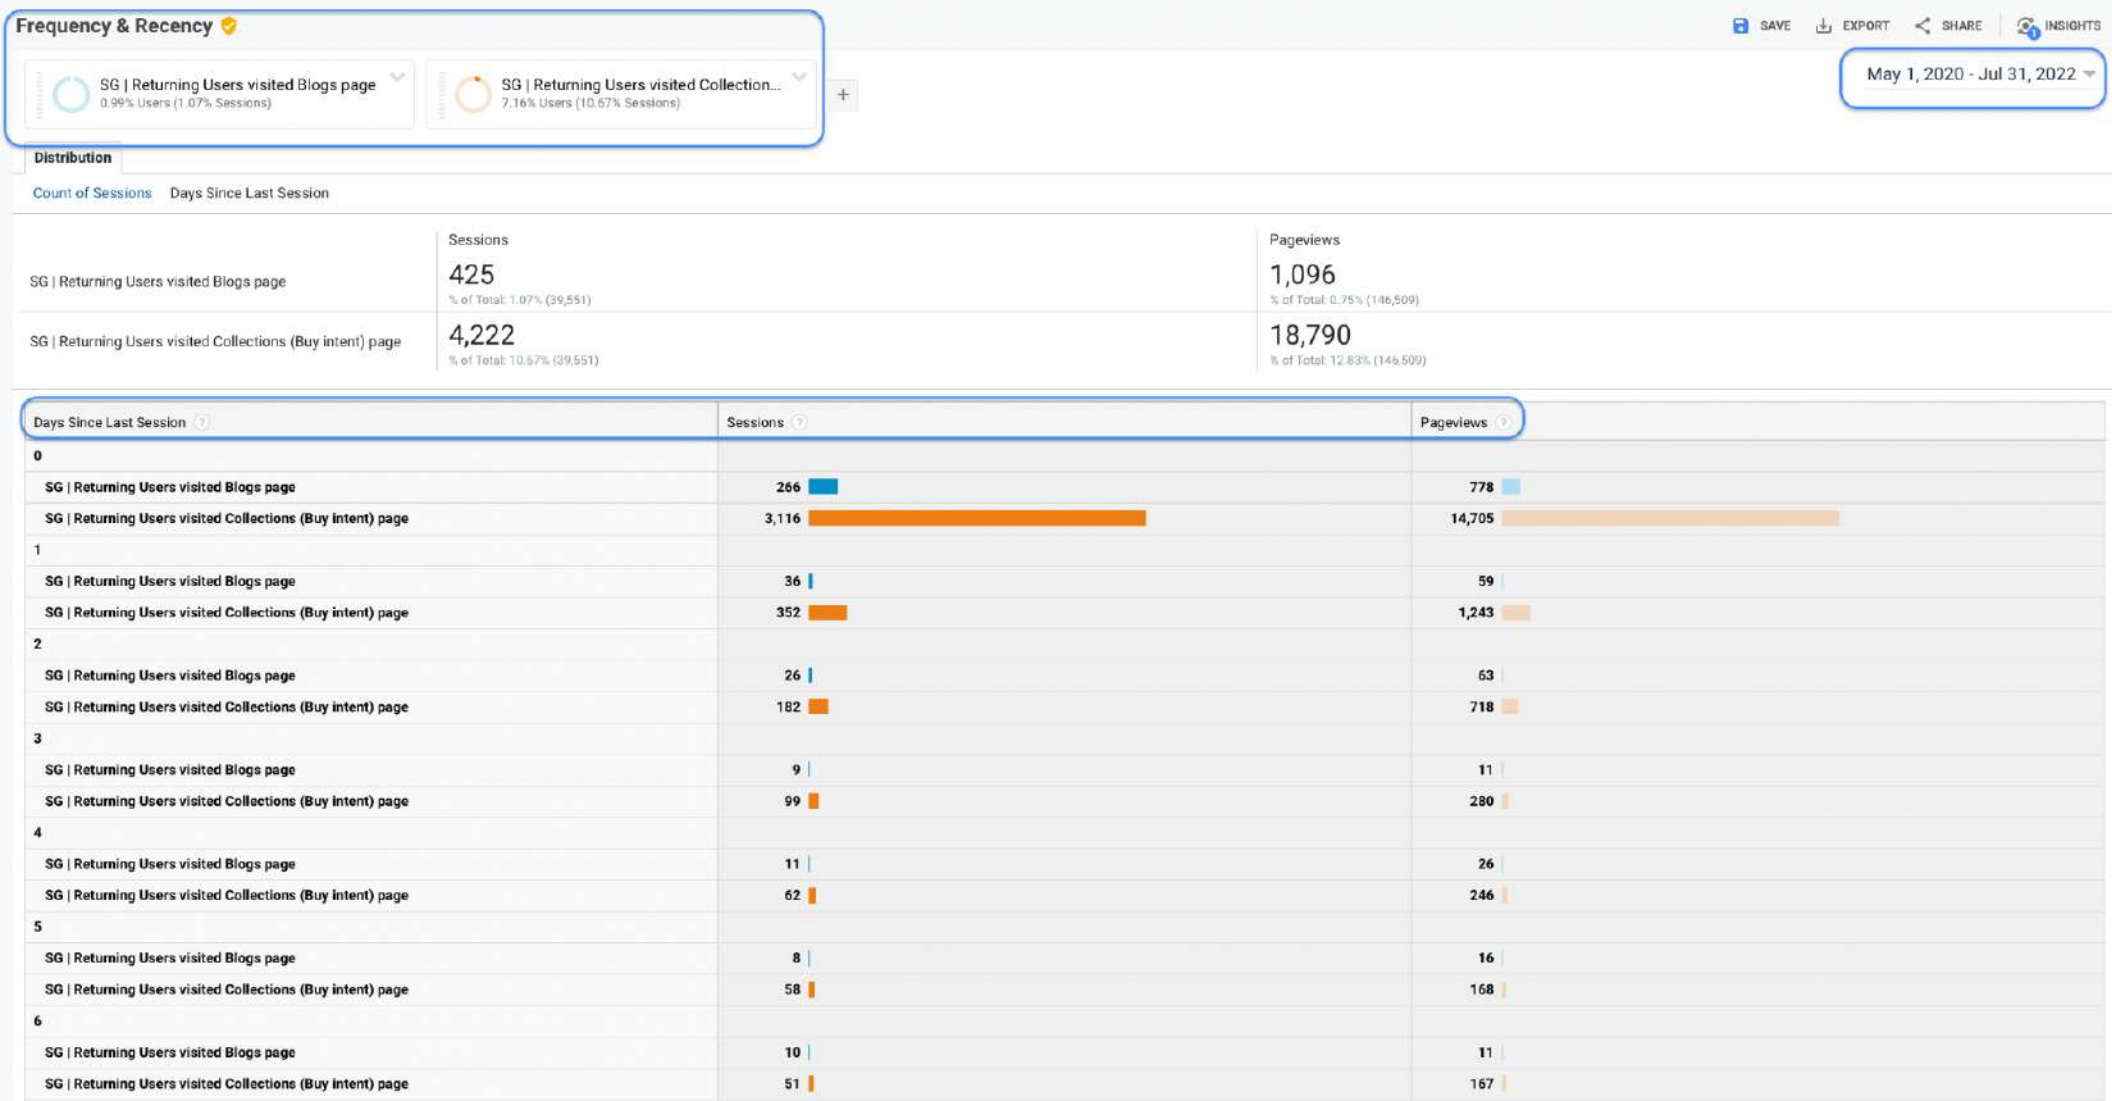 Frequency & Recency
SAVE EXPORT SHARE INSIGHTS
SG | Returning Users visited Blogs page
0.99% Users (1.07% Sessions)
SG | Returning Users visited Collection...
7.16% Users (10.67% Sessions)
+
May 1, 2020 - Jul 31, 2022
Distribution
Count of Sessions Days Since Last Session
Sessions Pageviews
SG | Returning Users visited Blogs page
425
% of Total: 1.07% (39,551)
1,096
% of Total: 0.75% (146,509)
SG | Returning Users visited Collections (Buy intent) page
4,222
% of Total: 10.67% (39,551)
18,790
% of Total: 12.83% (146,509)
Days Since Last Session ? Sessions ? Pageviews ?
0
SG | Returning Users visited Blogs page 266 778
SG | Returning Users visited Collections (Buy intent) page 3,116 14,705
1
SG | Returning Users visited Blogs page 36 59
SG | Returning Users visited Collections (Buy intent) page 352 1,243
2
SG | Returning Users visited Blogs page 26 63
SG | Returning Users visited Collections (Buy intent) page 182 718
3
SG | Returning Users visited Blogs page 9 11
SG | Returning Users visited Collections (Buy intent) page 99 280
4
SG | Returning Users visited Blogs page 11 26
SG | Returning Users visited Collections (Buy intent) page 62 246
5
SG | Returning Users visited Blogs page 8 16
SG | Returning Users visited Collections (Buy intent) page 58 168
6
SG | Returning Users visited Blogs page 10 11
SG | Returning Users visited Collections (Buy intent) page 51 167